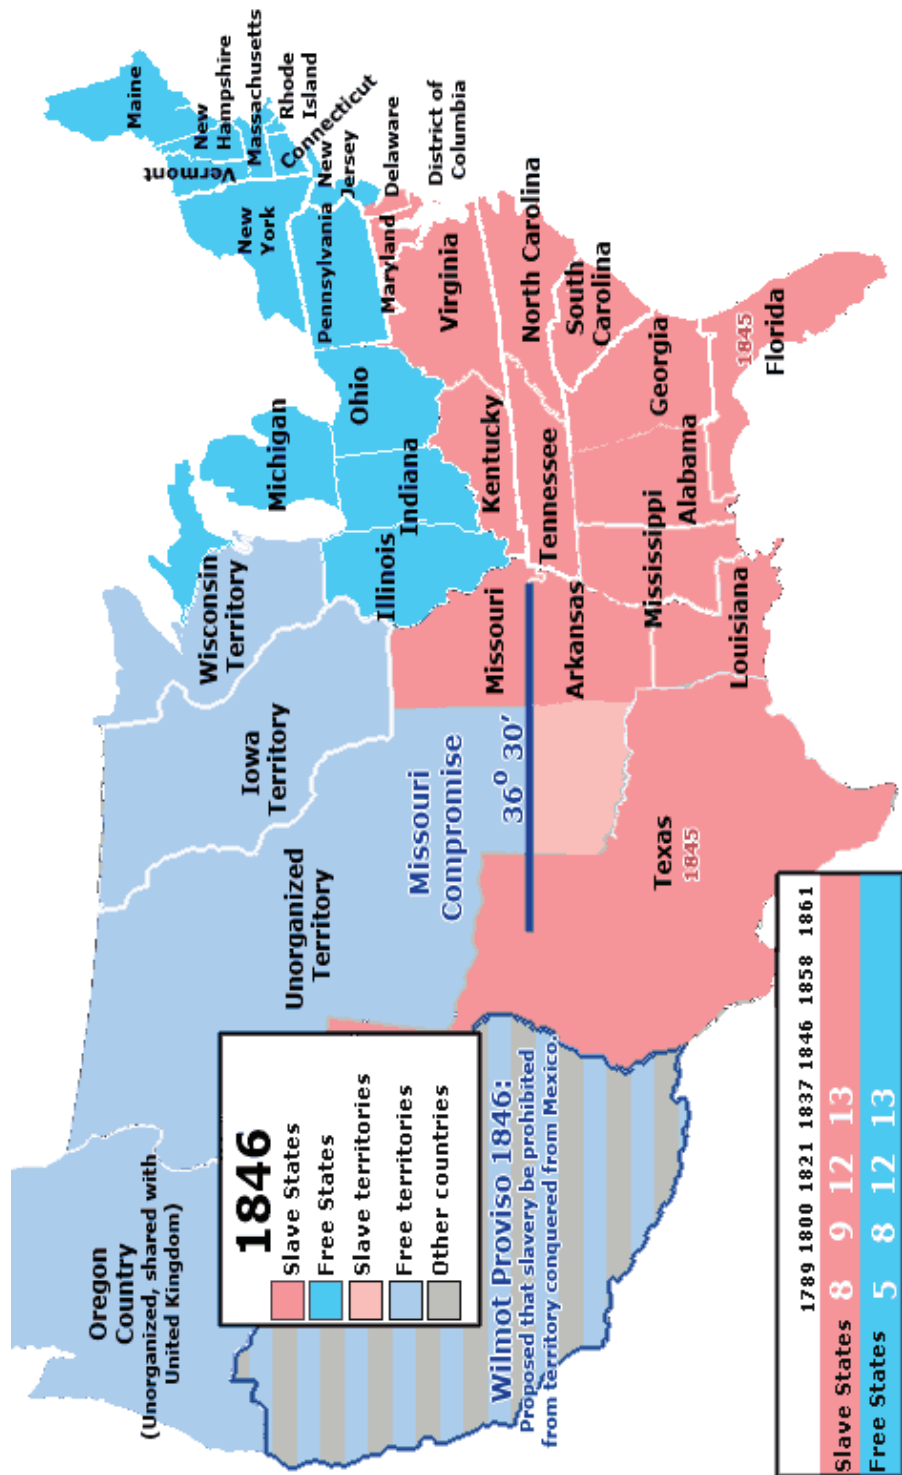 Oregon
Country
(Unorganized, shared with
United Kingdom)
Unorganized
Territory
Iowa
Territory
Wisconsin
Territory
Michigan
Maine
Vermont
New
Hampshire
Massachusetts
Rhode
Island
Connecticut
New
York
New
Jersey
Pennsylvania
Delaware
Maryland
District of
Columbia
Ohio
Indiana
Illinois
Virginia
Kentucky
North Carolina
Tennessee
South
Carolina
Georgia
Alabama
Mississippi
1845
Florida
Missouri
Arkansas
Louisiana
Missouri
Compromise
36° 30'
Texas
1845
1846
Slave States
Free States
Slave territories
Free territories
Other countries
Wilmot Proviso 1846:
Proposed that slavery be prohibited
from territory conquered from Mexico.
1789 1800 1821 1837 1846 1858 1861
Slave States 8 9 12 13
Free States 5 8 12 13